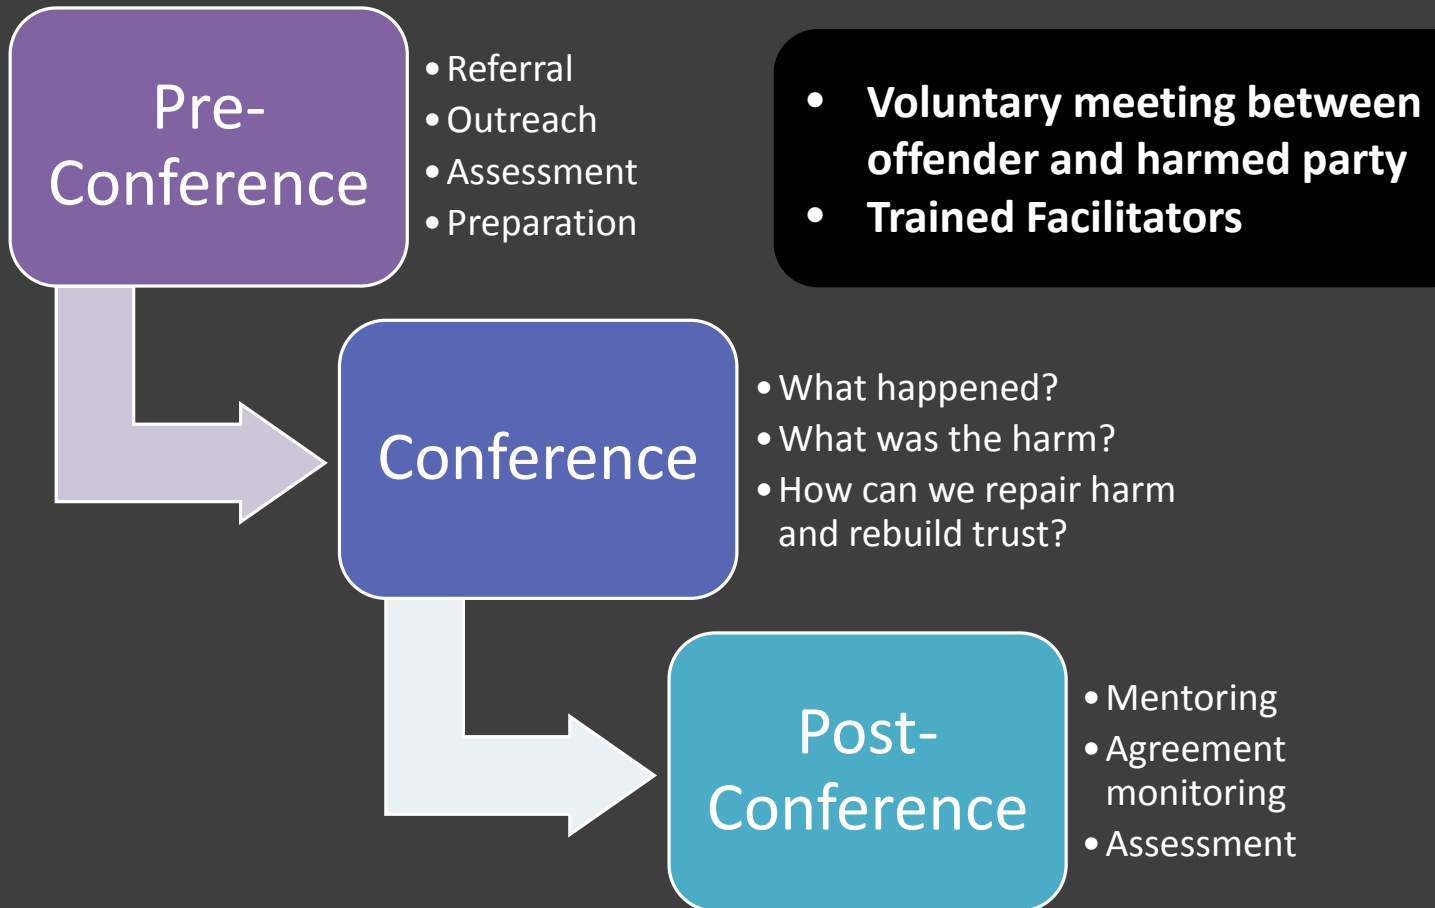 Pre-
Conference
• Referral
• Outreach
• Assessment
• Preparation
• Voluntary meeting between
offender and harmed party
• Trained Facilitators
Conference
• What happened?
• What was the harm?
• How can we repair harm
and rebuild trust?
Post-
Conference
• Mentoring
• Agreement
monitoring
• Assessment